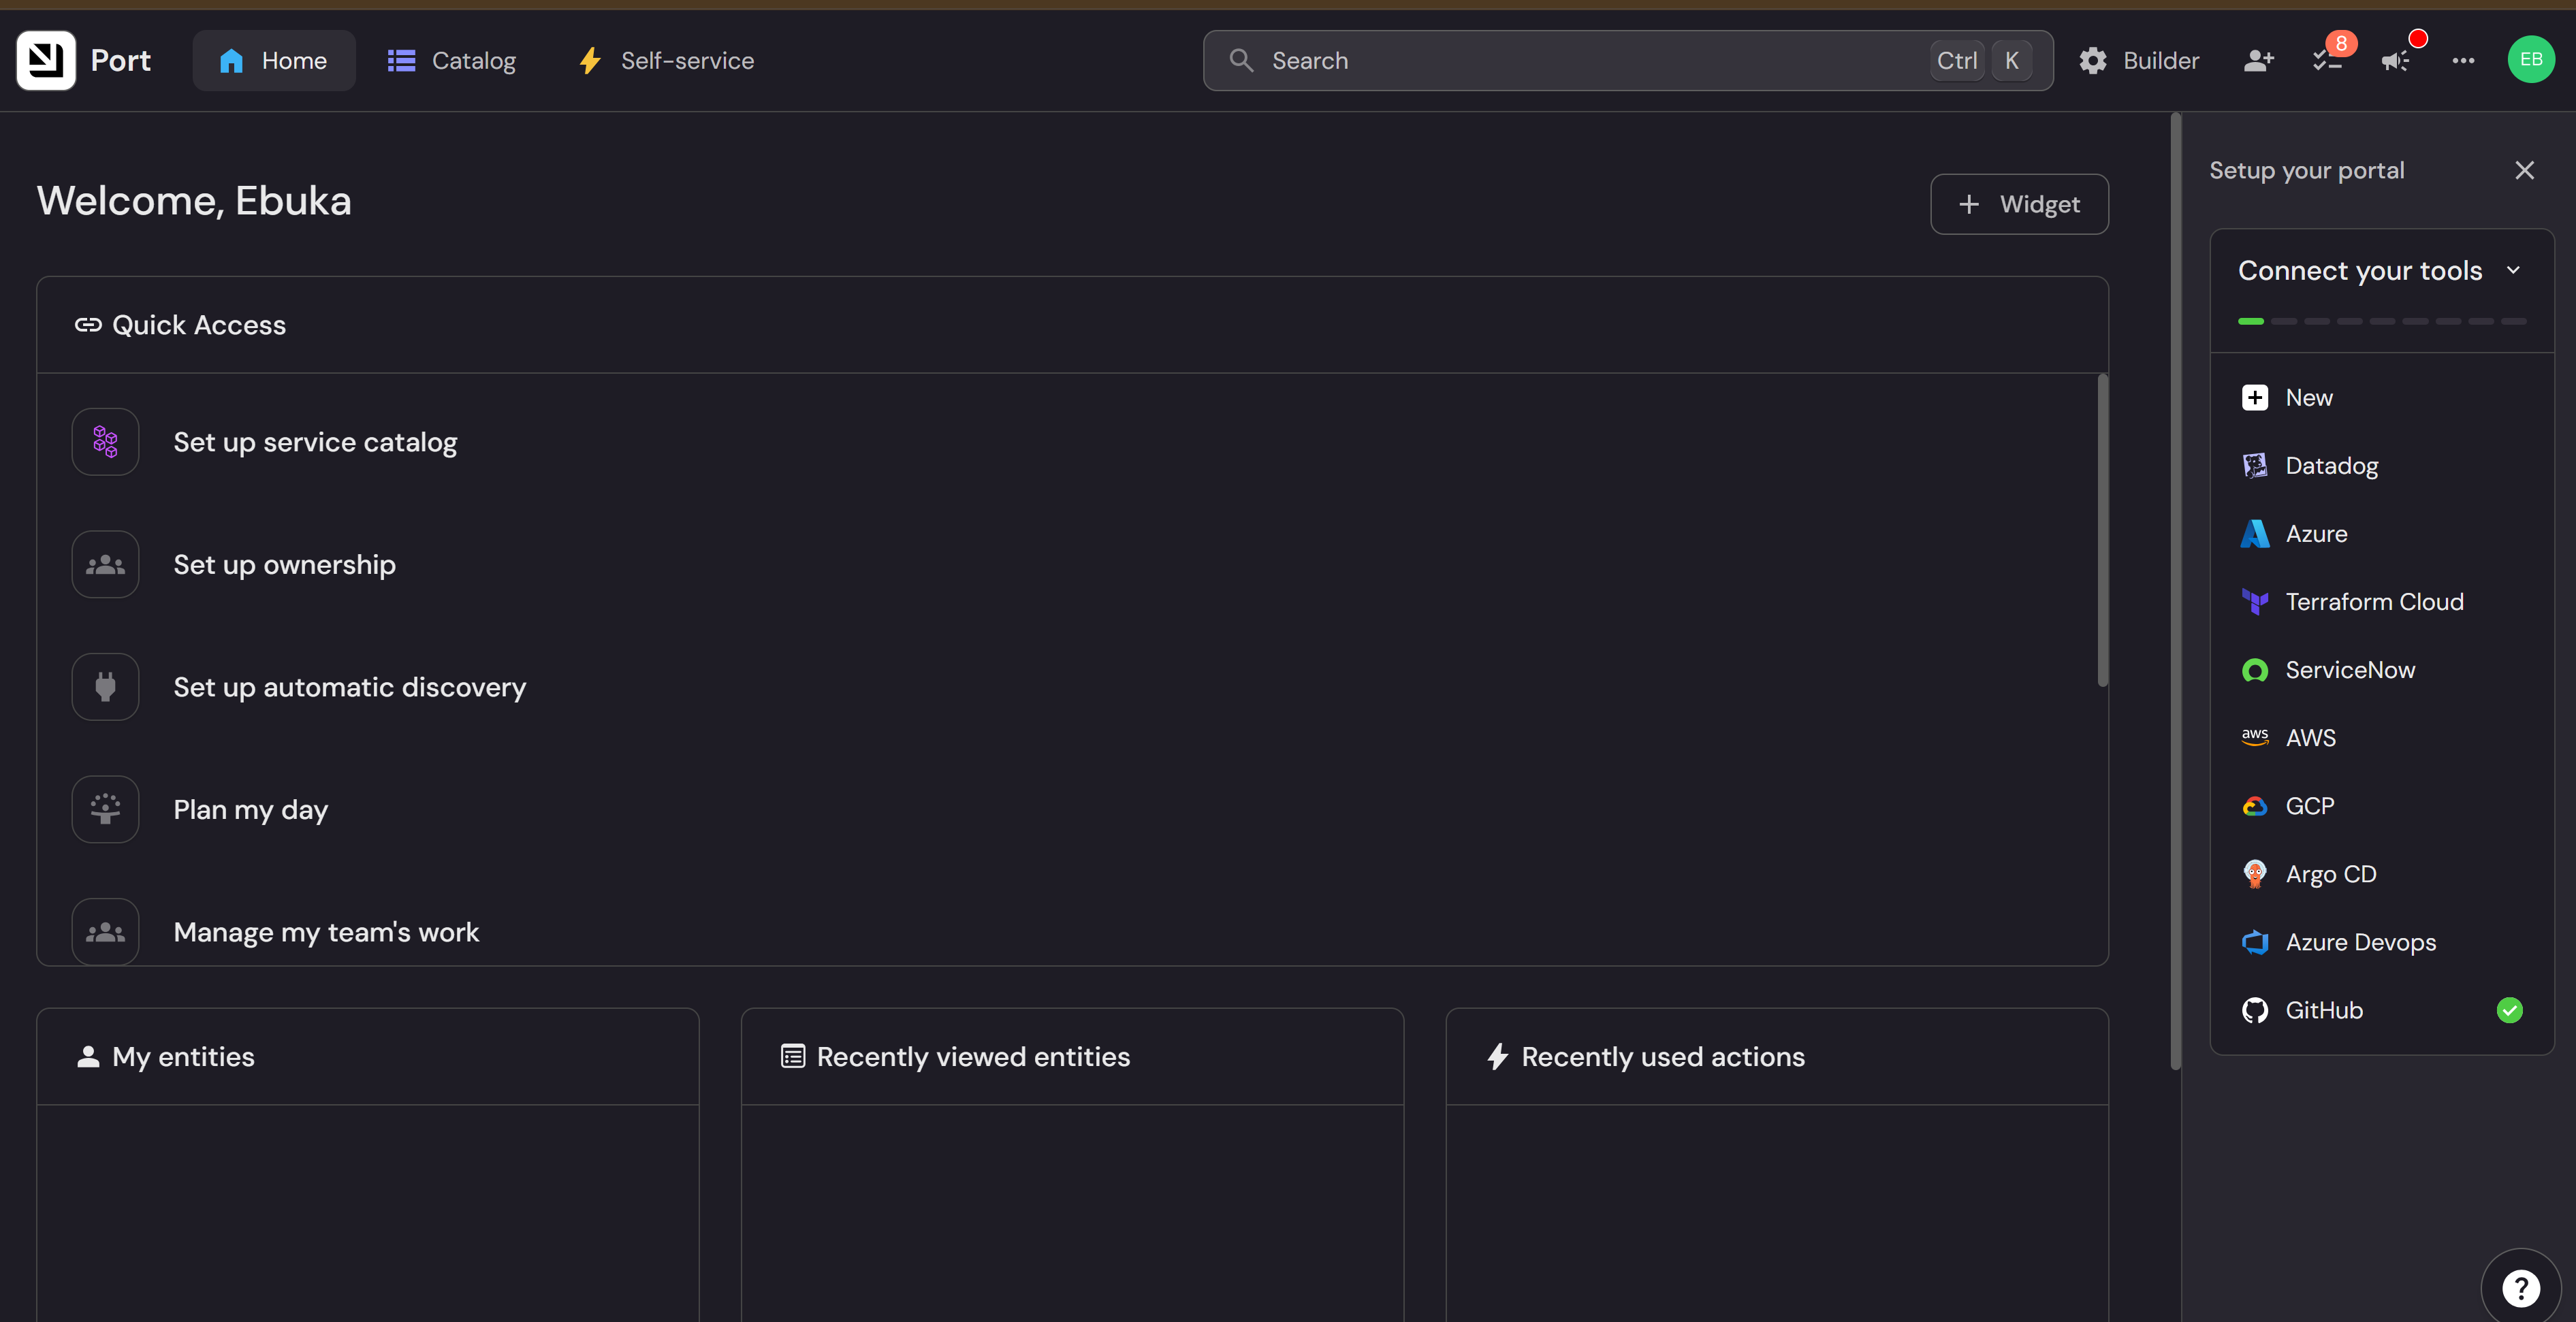 Port
Home
Catalog
Self-service
Search
Ctrl K
Builder
8
EB
Welcome, Ebuka
+ Widget
Quick Access
Set up service catalog
Set up ownership
Set up automatic discovery
Plan my day
Manage my team's work
My entities
Recently viewed entities
Recently used actions
Setup your portal
Connect your tools
New
Datadog
Azure
Terraform Cloud
ServiceNow
aws AWS
GCP
Argo CD
Azure Devops
GitHub
?